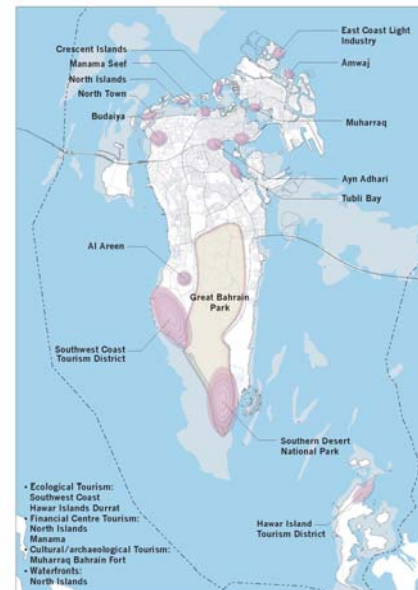 East Coast Light
Industry
Crescent Islands
Manama Seef
Amwaj
North Islands
North Town
Budaiya
Muharraq
Ayn Adhari
Tubli Bay
Al Areen
Great Bahrain
Park
Southwest Coast
Tourism District
Southern Desert
National Park
• Ecological Tourism:
Southwest Coast
Hawar Islands Durrat
• Financial Centre Tourism:
North Islands
Manama
• Cultural/archaeological Tourism:
Muharraq Bahrain Fort
• Waterfronts:
North Islands
Hawar Island
Tourism District